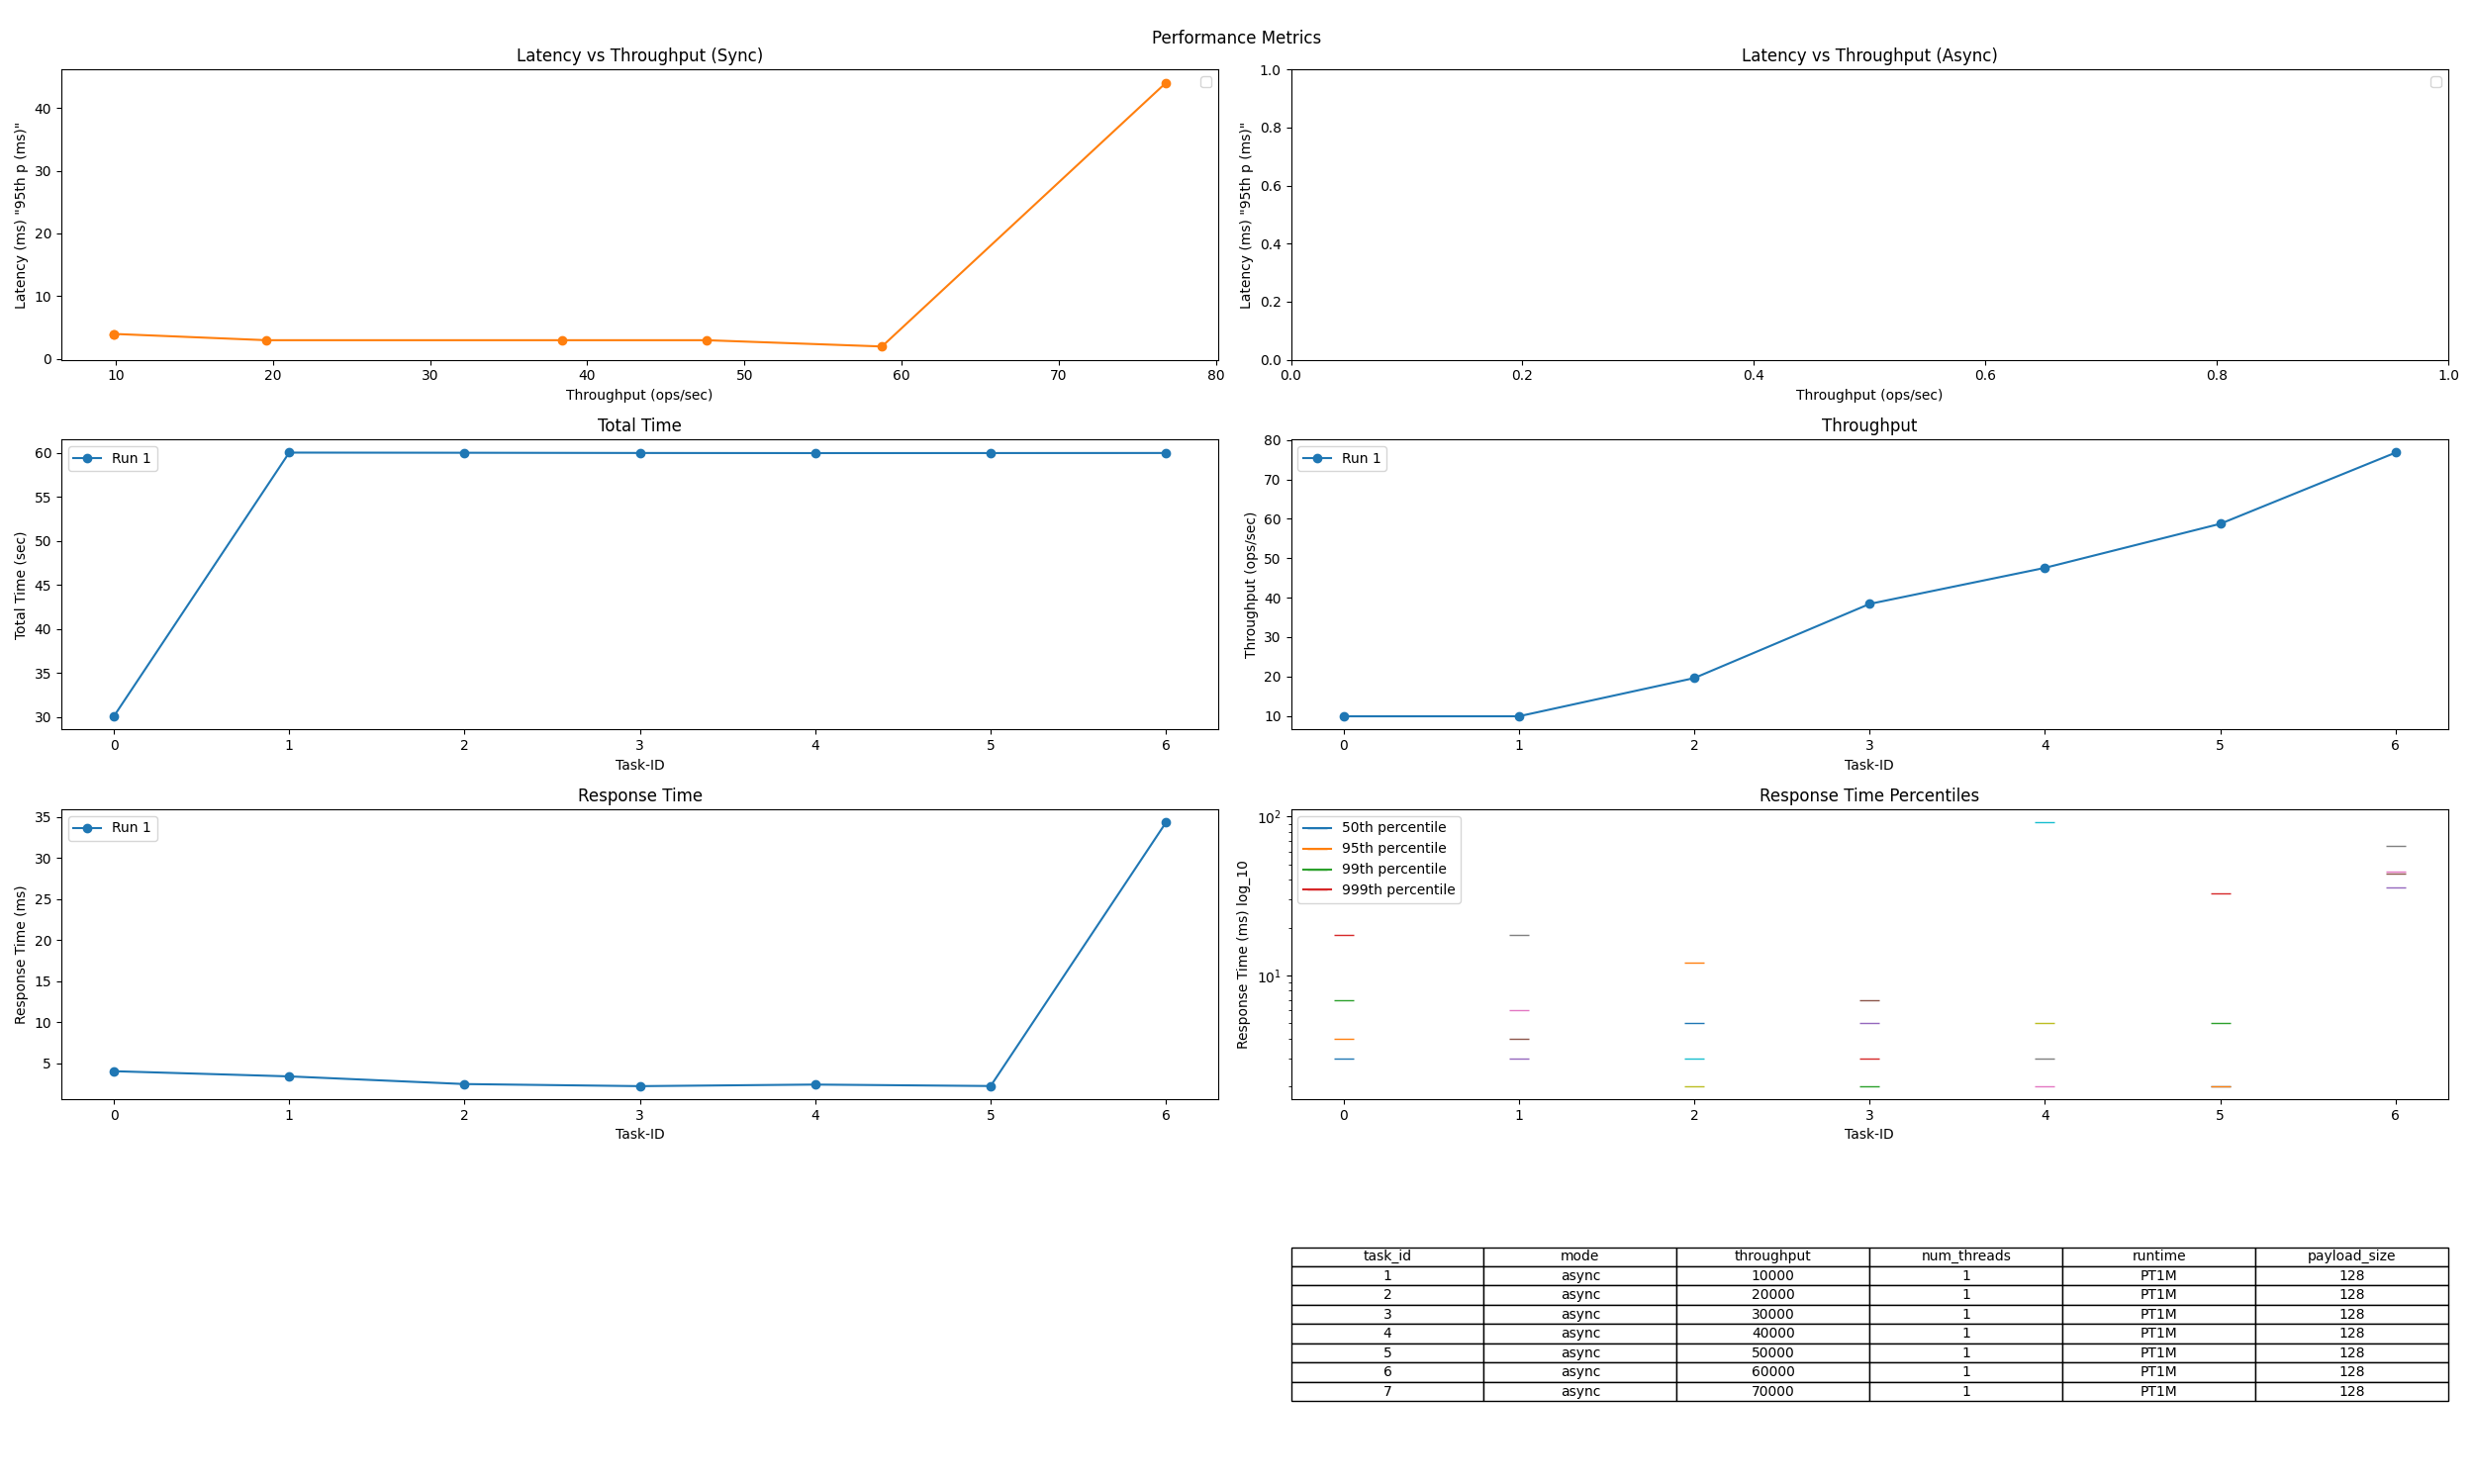 Performance Metrics
Latency vs Throughput (Sync)
Latency (ms) "95th p (ms)"
40
30
20
10
0
10 20 30 40 50 60 70 80
Throughput (ops/sec)
Latency vs Throughput (Async)
Latency (ms) "95th p (ms)"
1.0
0.8
0.6
0.4
0.2
0.0
0.0 0.2 0.4 0.6 0.8 1.0
Throughput (ops/sec)
Total Time
Run 1
Total Time (sec)
60
55
50
45
40
35
30
0 1 2 3 4 5 6
Task-ID
Throughput
Run 1
Throughput (ops/sec)
80
70
60
50
40
30
20
10
0 1 2 3 4 5 6
Task-ID
Response Time
Run 1
Response Time (ms)
35
30
25
20
15
10
5
0 1 2 3 4 5 6
Task-ID
Response Time Percentiles
50th percentile
95th percentile
99th percentile
999th percentile
Response Time (ms) log_10
10²
10¹
0 1 2 3 4 5 6
Task-ID
task_id mode throughput num_threads runtime payload_size
1 async 10000 1 PT1M 128
2 async 20000 1 PT1M 128
3 async 30000 1 PT1M 128
4 async 40000 1 PT1M 128
5 async 50000 1 PT1M 128
6 async 60000 1 PT1M 128
7 async 70000 1 PT1M 128